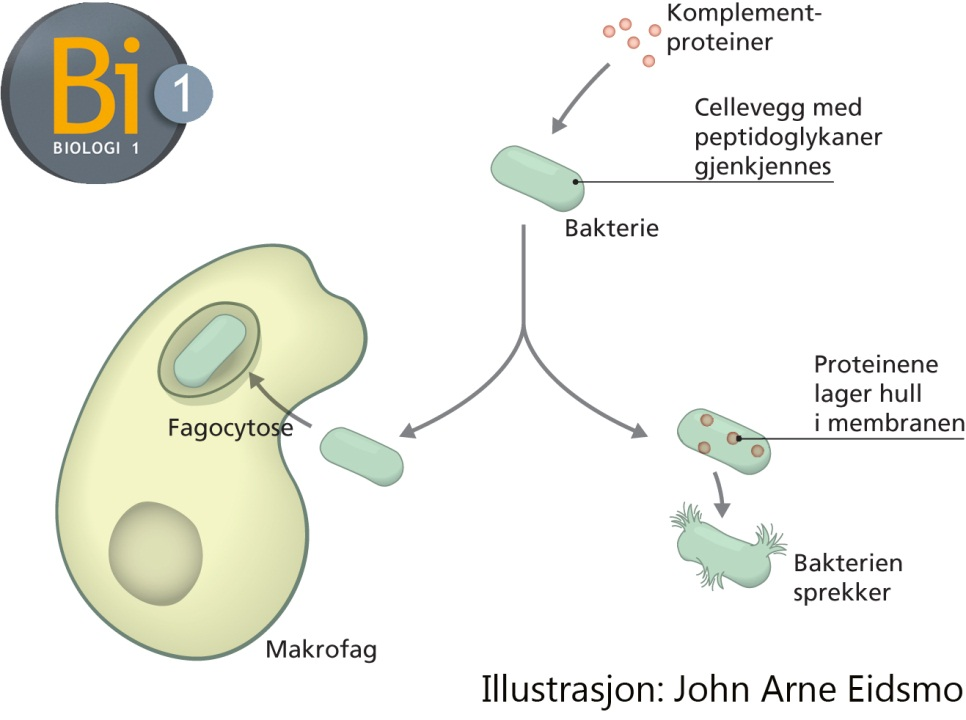 Bi
1
BIOLOGI 1
Komplement-
proteiner
Cellevegg med
peptidoglykaner
gjenkjennes
Bakterie
Proteinene
lager hull
i membranen
Fagocytose
Bakterien
sprekker
Makrofag
Illustrasjon: John Arne Eidsmo